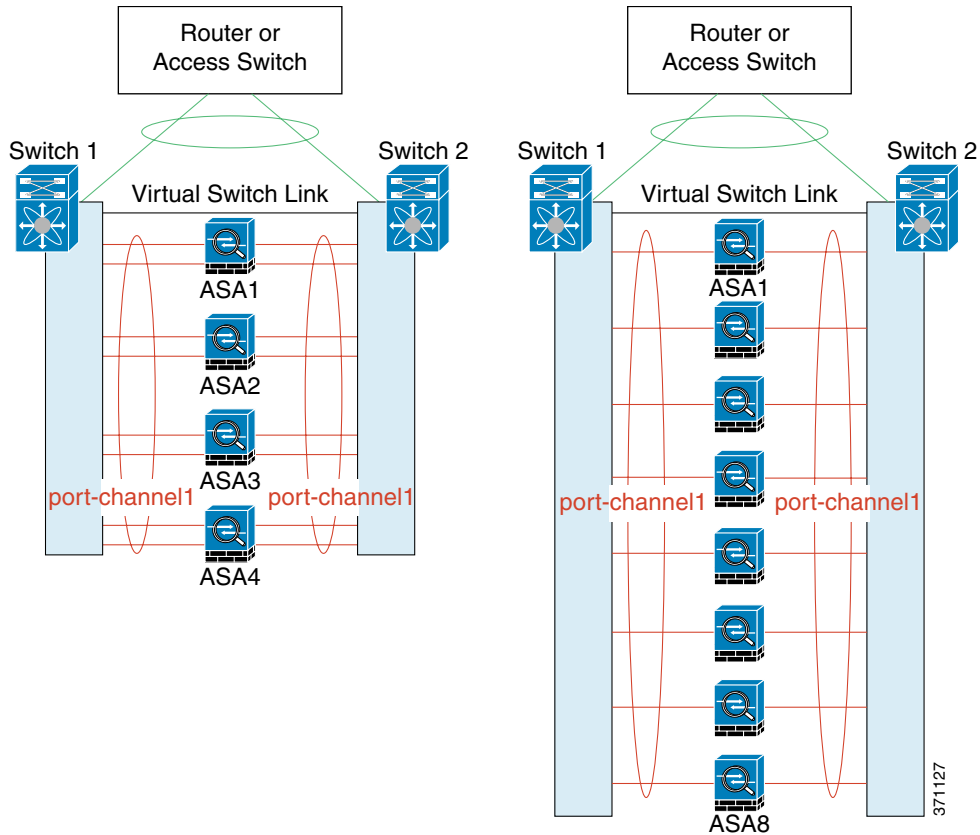 Router or
Access Switch
Switch 1
Switch 2
Virtual Switch Link
ASA1
ASA2
ASA3
port-channel1
port-channel1
ASA4
Router or
Access Switch
Switch 1
Switch 2
Virtual Switch Link
ASA1
port-channel1
port-channel1
ASA8
371127